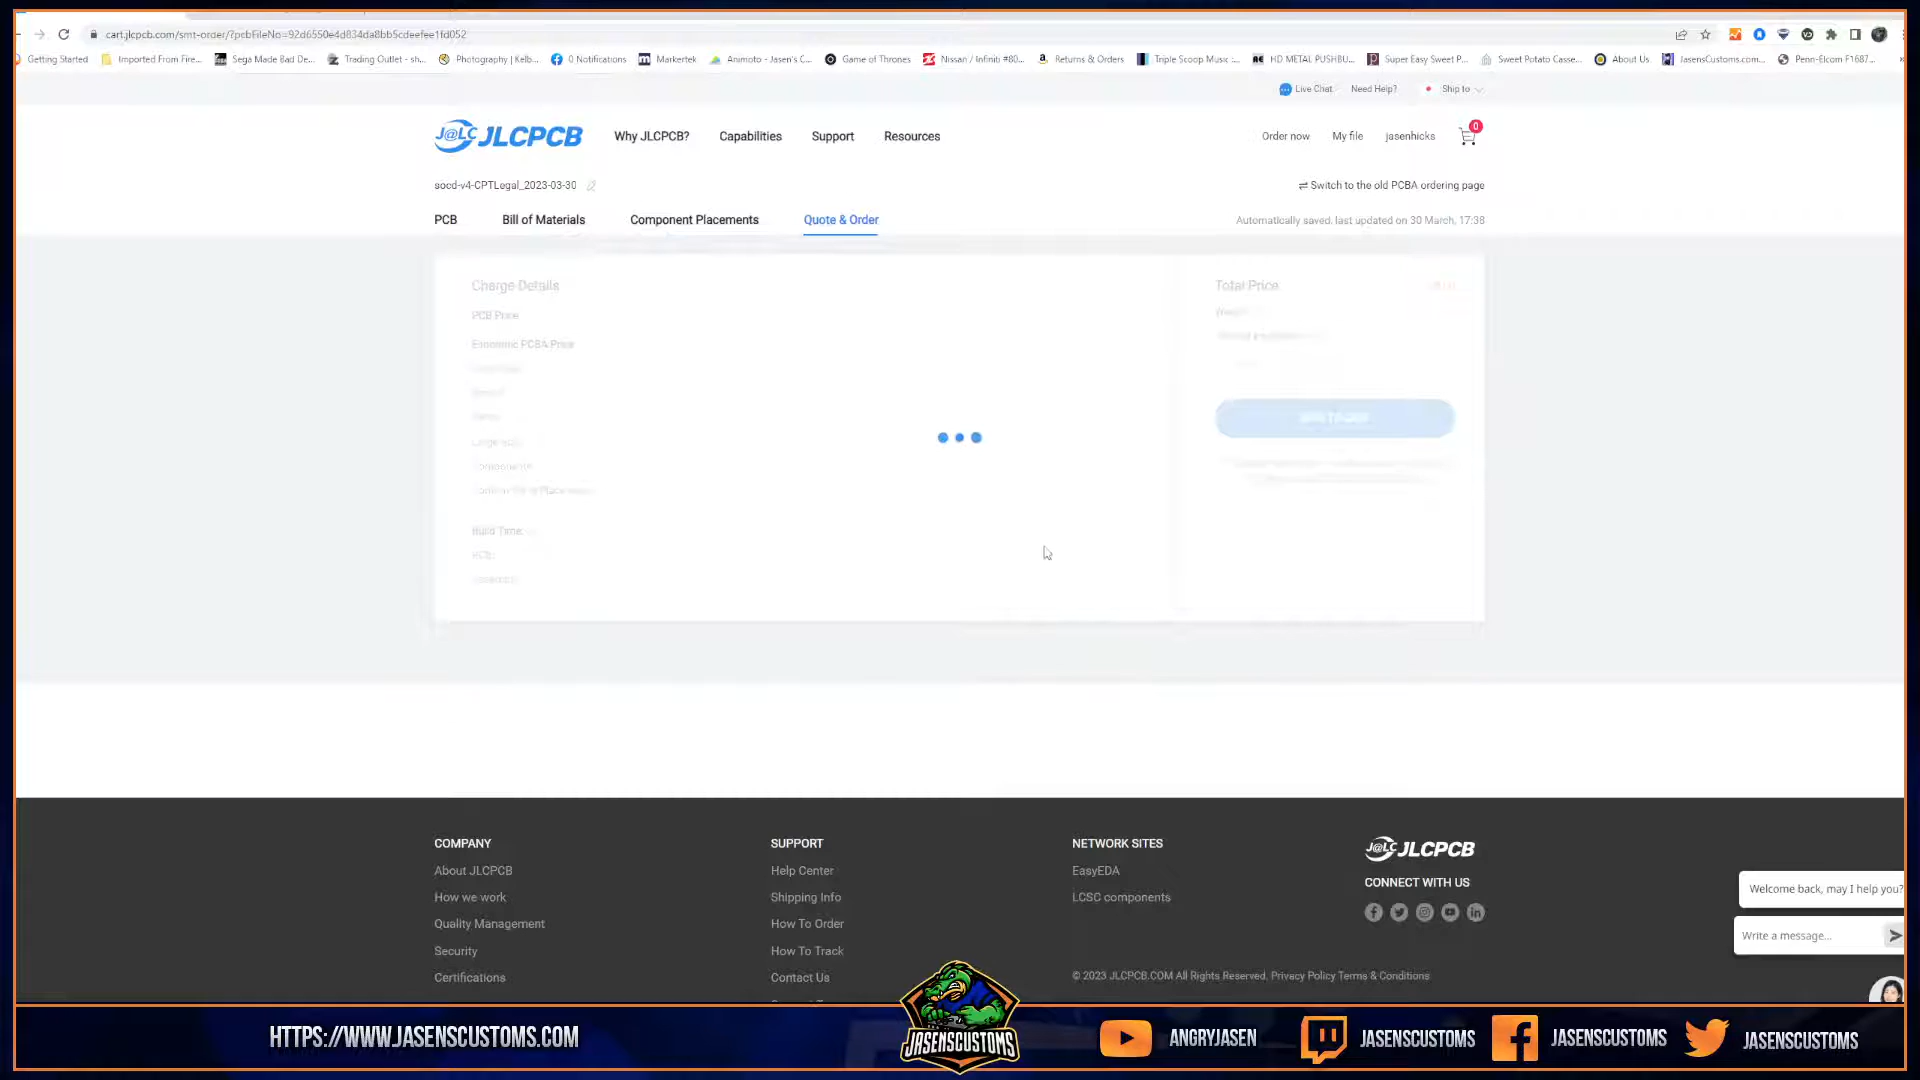 cart.jlcpcb.com/smt-order/?pcbFileNo=92d6550e4d834da8bb5cdeefee1fd052
Getting Started Imported From Fire... Sega Made Bad De... Trading Outlet - sh... Photography | Kelb... 0 Notifications Markertek Animoto - Jasen's C... Game of Thrones Nissan / Infiniti #80... Returns & Orders Triple Scoop Music :... HD METAL PUSHBU... Super Easy Sweet P... Sweet Potato Casse... About Us JasensCustoms.com... Penn-Elcom F1687...
Live Chat Need Help? Ship to
J@LC JLCPCB Why JLCPCB? Capabilities Support Resources Order now My file jasenhicks 0
socd-v4-CPTLegal_2023-03-30 Switch to the old PCBA ordering page
PCB Bill of Materials Component Placements Quote & Order Automatically saved, last updated on 30 March, 17:38
Charge Details Total Price
PCB Price
Economic PCBA Price
Build Time
PCB:
COMPANY SUPPORT NETWORK SITES J@LC JLCPCB
About JLCPCB Help Center EasyEDA CONNECT WITH US
How we work Shipping Info LCSC components
Quality Management How To Order
Security How To Track
Certifications Contact Us © 2023 JLCPCB.COM All Rights Reserved. Privacy Policy Terms & Conditions
Welcome back, may I help you?
Write a message...
HTTPS://WWW.JASENSCUSTOMS.COM JASENSCUSTOMS ANGRYJASEN JASENSCUSTOMS JASENSCUSTOMS JASENSCUSTOMS